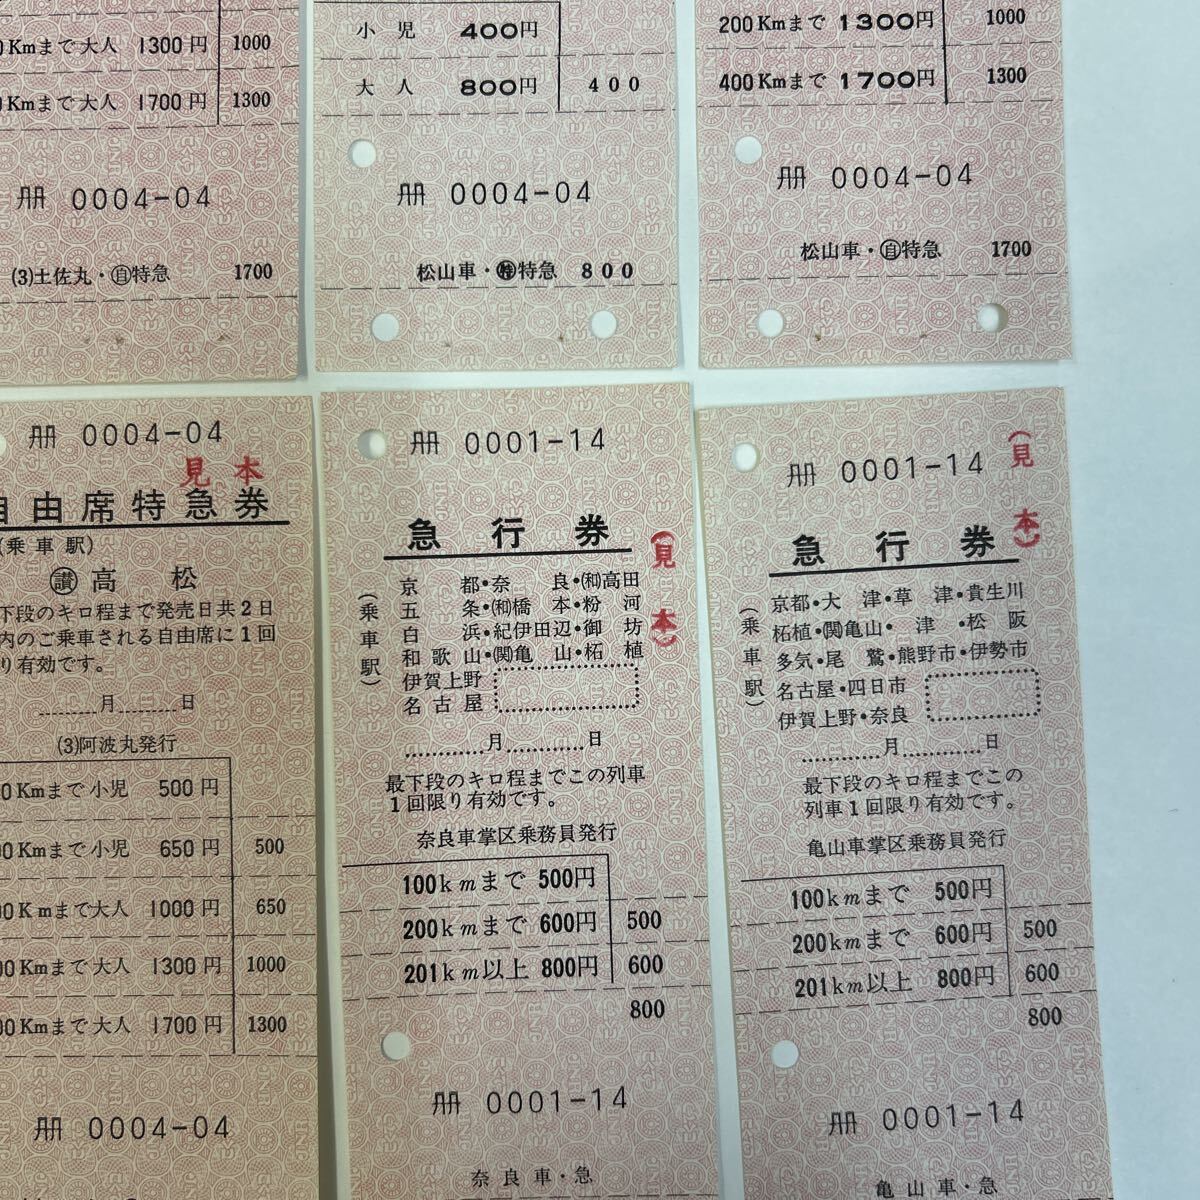 Kmまで大人 1300円 1000
Kmまで大人 1700円 1300
冊 0004-04
(3)土佐丸・㊐特急 1700
小児 400円
大人 800円 400
冊 0004-04
松山車・㊕特急 800
200Kmまで 1300円 1000
400Kmまで 1700円 1300
冊 0004-04
松山車・㊐特急 1700
冊 0004-04
見本
自由席特急券
(乗車駅)
讃高松
下段のキロ程まで発売日共2日
内のご乗車される自由席に1回
り有効です。
月 日
(3)阿波丸発行
0Kmまで小児 500円
00Kmまで小児 650円 500
00Kmまで大人 1000円 650
00Kmまで大人 1300円 1000
00Kmまで大人 1700円 1300
冊 0004-04
冊 0001-14
急行券
(見本)
(乗車駅)
京都・奈良・㈿高田
五条・㈿橋本・粉河
白浜・紀伊田辺・御坊
和歌山・㈿亀山・柘植
伊賀上野
名古屋
月 日
最下段のキロ程までこの列車
1回限り有効です。
奈良車掌区乗務員発行
100kmまで 500円
200kmまで 600円 500
201km以上 800円 600
800
冊 0001-14
奈良車・急
冊 0001-14
(見本)
急行券
(乗車駅)
京都・大津・草津・貴生川
柘植・(関)亀山・津・松阪
多気・尾鷲・熊野市・伊勢市
名古屋・四日市
伊賀上野・奈良
月 日
最下段のキロ程までこの
列車1回限り有効です。
亀山車掌区乗務員発行
100kmまで 500円
200kmまで 600円 500
201km以上 800円 600
800
冊 0001-14
亀山車・急